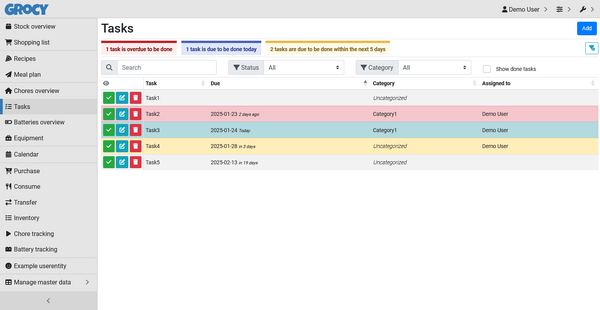 GROCY
Demo User
Stock overview
Shopping list
Recipes
Meal plan
Chores overview
Tasks
Batteries overview
Equipment
Calendar
Purchase
Consume
Transfer
Inventory
Chore tracking
Battery tracking
Example userentity
Manage master data
Tasks
Add
1 task is overdue to be done
1 task is due to be done today
2 tasks are due to be done within the next 5 days
Search
Status
All
Category
All
Show done tasks
Task Due Category Assigned to
Task1 Uncategorized
Task2 2025-01-23 2 days ago Category1 Demo User
Task3 2025-01-24 Today Category1 Demo User
Task4 2025-01-28 in 3 days Uncategorized Demo User
Task5 2025-02-13 in 19 days Uncategorized